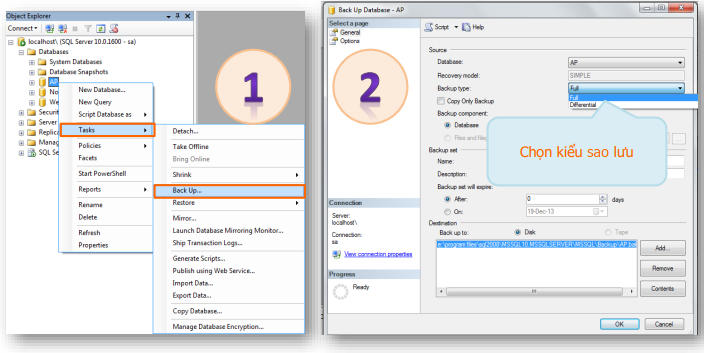 Object Explorer
Connect
localhost\ (SQL Server 10.0.1600 - sa)
Databases
System Databases
Database Snapshots
AP
No
We
Securit
Server
Replica
Manag
SQL Se
New Database...
New Query
Script Database as
Tasks
Policies
Facets
Start PowerShell
Reports
Rename
Delete
Refresh
Properties
Detach...
Take Offline
Bring Online
Shrink
Back Up...
Restore
Mirror...
Launch Database Mirroring Monitor...
Ship Transaction Logs...
Generate Scripts...
Publish using Web Service...
Import Data...
Export Data...
Copy Database...
Manage Database Encryption...
1
Back Up Database - AP
Select a page
General
Options
2
Connection
Server:
localhost\
Connection:
sa
View connection properties
Progress
Ready
Script
Help
Source
Database:
AP
Recovery model:
SIMPLE
Backup type:
Full
Full
Differential
Copy Only Backup
Backup component:
Database
Files and file
Chọn kiểu sao lưu
Backup set
Name:
Description:
Backup set will expire:
After:
0
days
On:
19-Dec-13
Destination
Back up to:
Disk
Tape
e:\program files\sql2008\MSSQL10.MSSQLSERVER\MSSQL\Backup\AP.bak
Add...
Remove
Contents
OK
Cancel